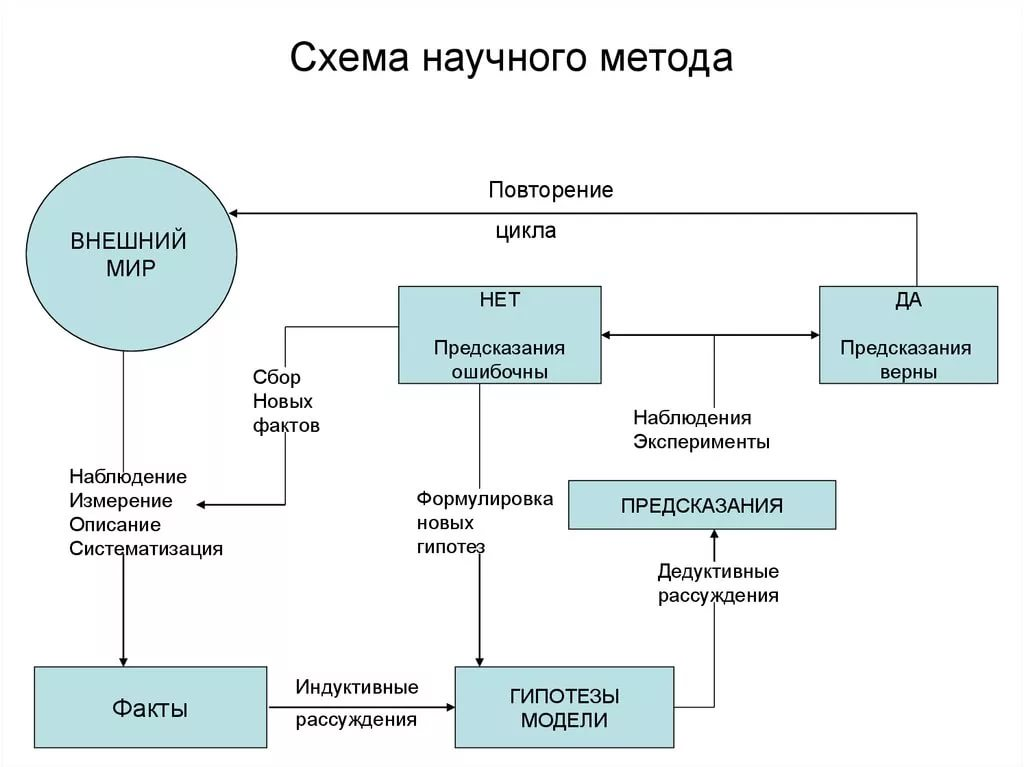 Схема научного метода
Повторение
цикла
ВНЕШНИЙ
МИР
НЕТ
Предсказания
ошибочны
ДА
Предсказания
верны
Сбор
Новых
фактов
Наблюдения
Эксперименты
Наблюдение
Измерение
Описание
Систематизация
Формулировка
новых
гипотез
ПРЕДСКАЗАНИЯ
Дедуктивные
рассуждения
Факты
Индуктивные
рассуждения
ГИПОТЕЗЫ
МОДЕЛИ